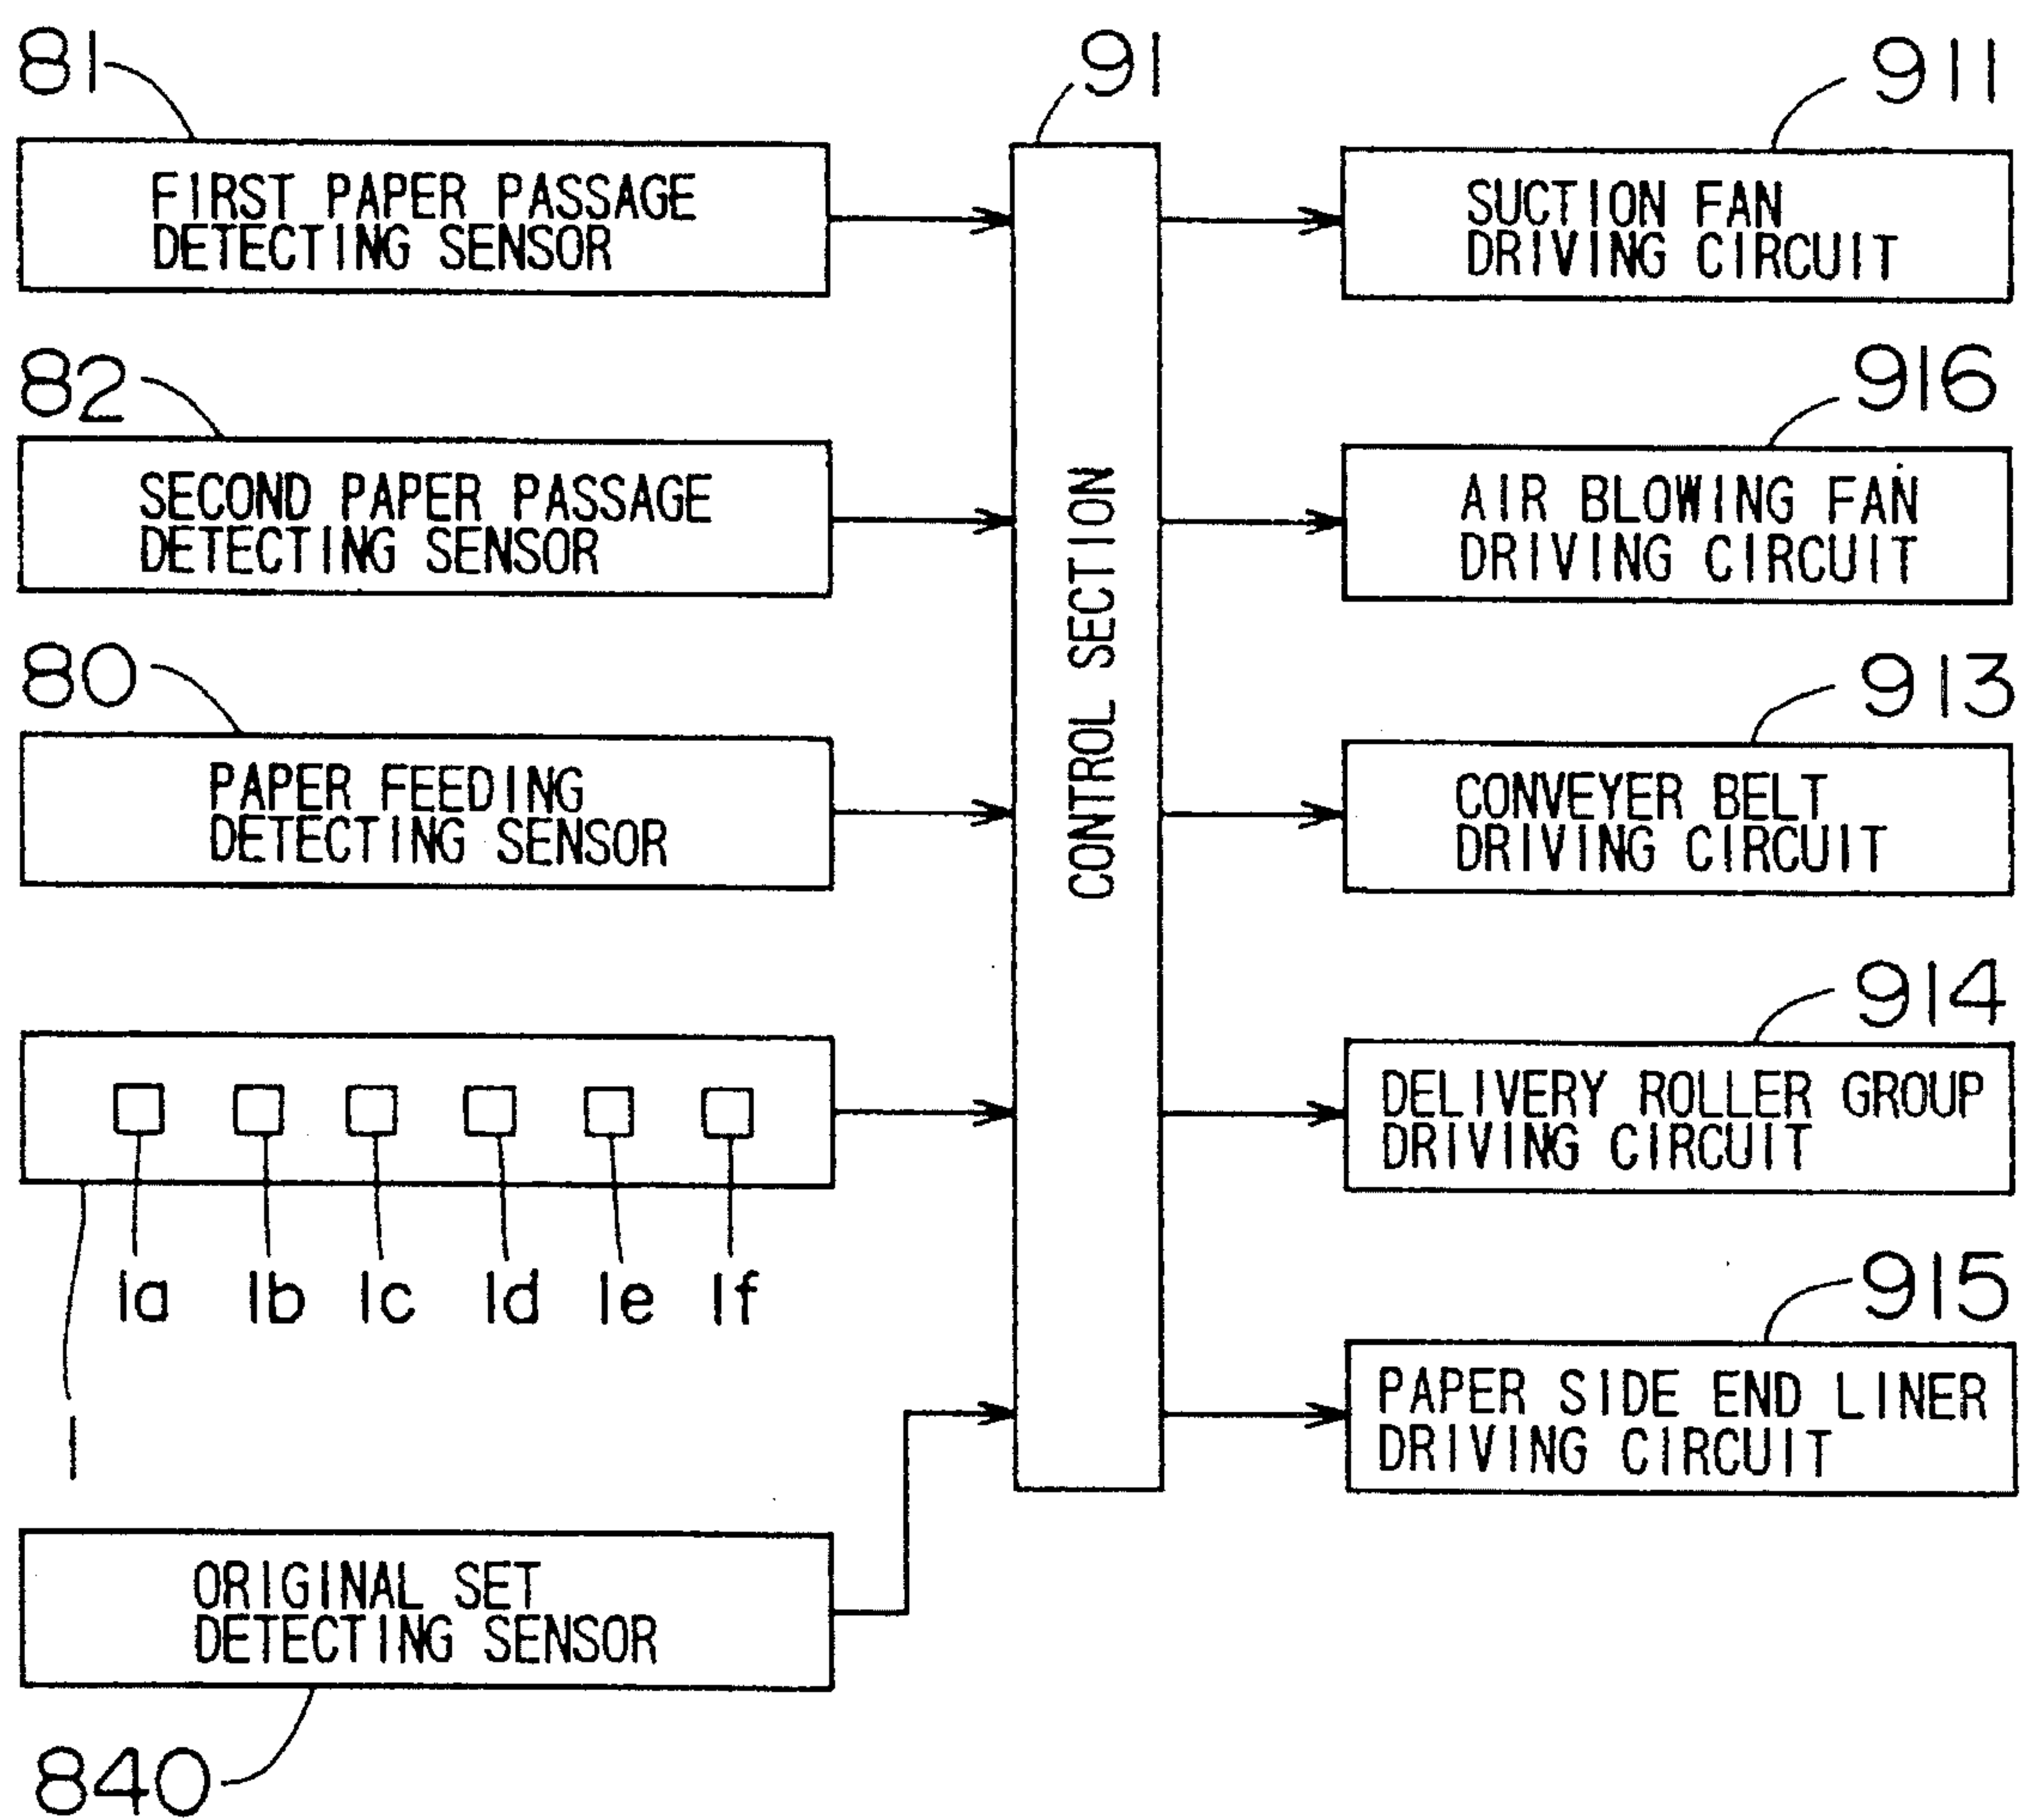 81
FIRST PAPER PASSAGE
DETECTING SENSOR
82
SECOND PAPER PASSAGE
DETECTING SENSOR
80
PAPER FEEDING
DETECTING SENSOR
1a 1b 1c 1d 1e 1f
1
ORIGINAL SET
DETECTING SENSOR
840
91
CONTROL SECTION
911
SUCTION FAN
DRIVING CIRCUIT
916
AIR BLOWING FAN
DRIVING CIRCUIT
913
CONVEYER BELT
DRIVING CIRCUIT
914
DELIVERY ROLLER GROUP
DRIVING CIRCUIT
915
PAPER SIDE END LINER
DRIVING CIRCUIT